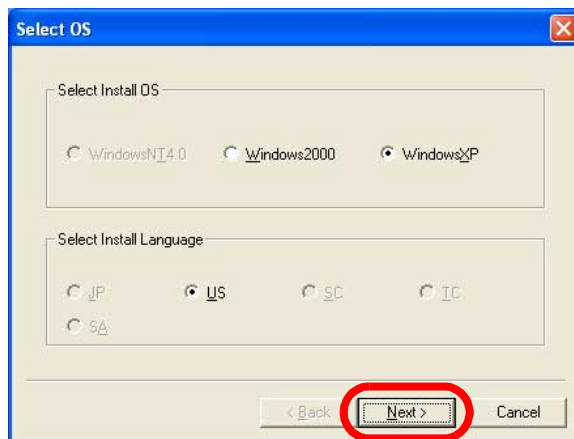 Select OS
Select Install OS
WindowsNT4.0 Windows2000 WindowsXP
Select Install Language
JP US SC TC
SA
< Back Next > Cancel